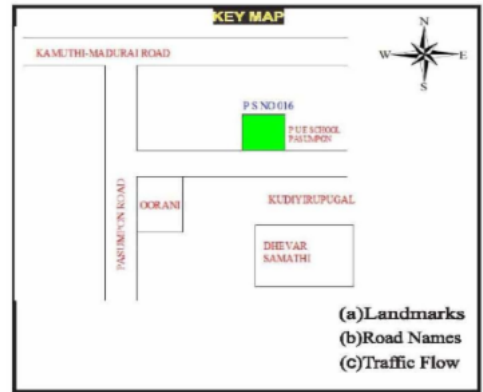 KEY MAP
N
KAMUTHI-MADURAI ROAD
W
E
S
P S NO 016
P U E SCHOOL
PASUMPON
PASUMPON ROAD
OORANI
KUDIYIRUPUGAL
DHEVAR
SAMATHI
(a)Landmarks
(b)Road Names
(c)Traffic Flow